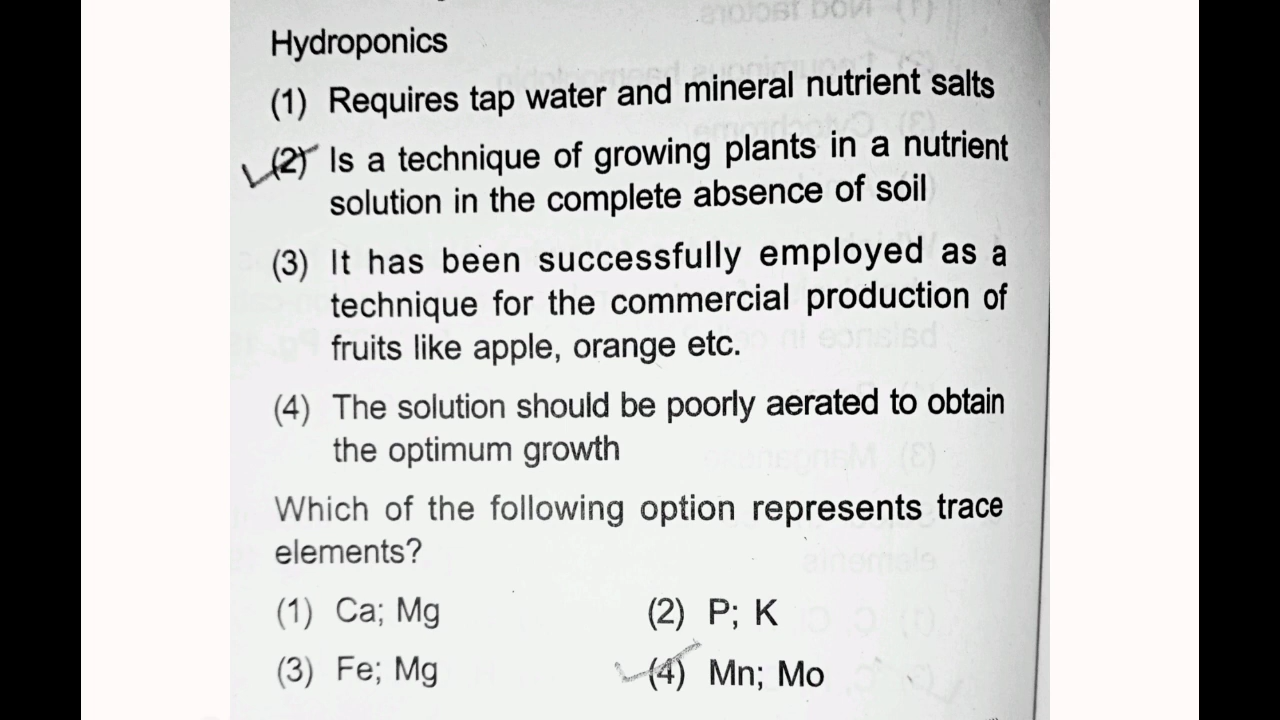 Hydroponics
(1) Requires tap water and mineral nutrient salts
(2) Is a technique of growing plants in a nutrient
solution in the complete absence of soil
(3) It has been successfully employed as a
technique for the commercial production of
fruits like apple, orange etc.
(4) The solution should be poorly aerated to obtain
the optimum growth
Which of the following option represents trace
elements?
(1) Ca; Mg (2) P; K
(3) Fe; Mg (4) Mn; Mo